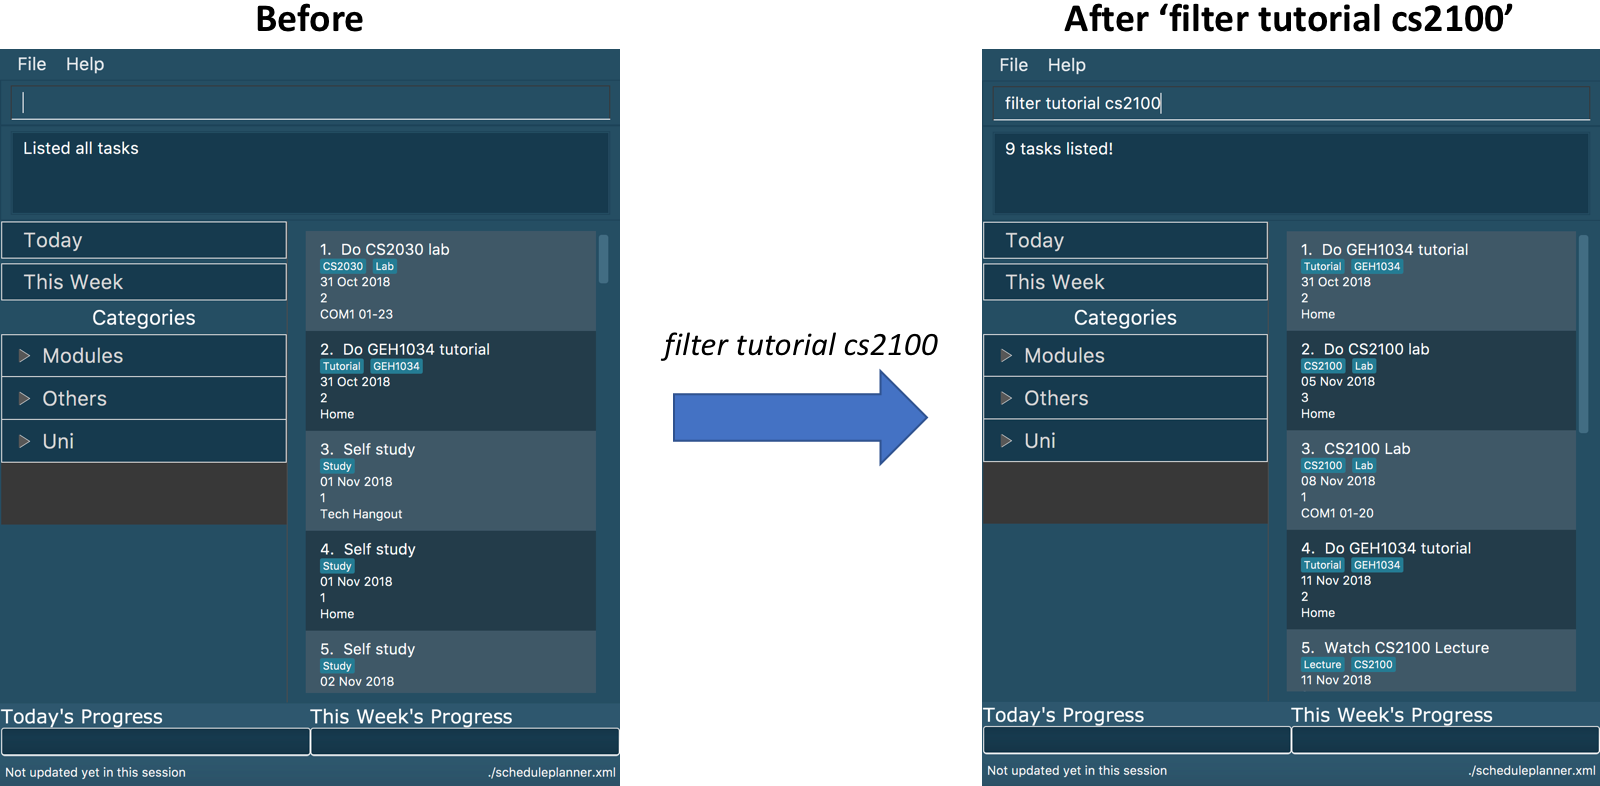 Before
File Help
Listed all tasks
Today
This Week
Categories
Modules
Others
Uni
1. Do CS2030 lab
CS2030 Lab
31 Oct 2018
2
COM1 01-23
2. Do GEH1034 tutorial
Tutorial GEH1034
31 Oct 2018
2
Home
3. Self study
Study
01 Nov 2018
1
Tech Hangout
4. Self study
Study
01 Nov 2018
1
Home
5. Self study
Study
02 Nov 2018
Today's Progress
This Week's Progress
Not updated yet in this session
./scheduleplanner.xml
filter tutorial cs2100
After ‘filter tutorial cs2100’
File Help
filter tutorial cs2100
9 tasks listed!
Today
This Week
Categories
Modules
Others
Uni
1. Do GEH1034 tutorial
Tutorial GEH1034
31 Oct 2018
2
Home
2. Do CS2100 lab
CS2100 Lab
05 Nov 2018
3
Home
3. CS2100 Lab
CS2100 Lab
08 Nov 2018
1
COM1 01-20
4. Do GEH1034 tutorial
Tutorial GEH1034
11 Nov 2018
2
Home
5. Watch CS2100 Lecture
Lecture CS2100
11 Nov 2018
Today's Progress
This Week's Progress
Not updated yet in this session
./scheduleplanner.xml